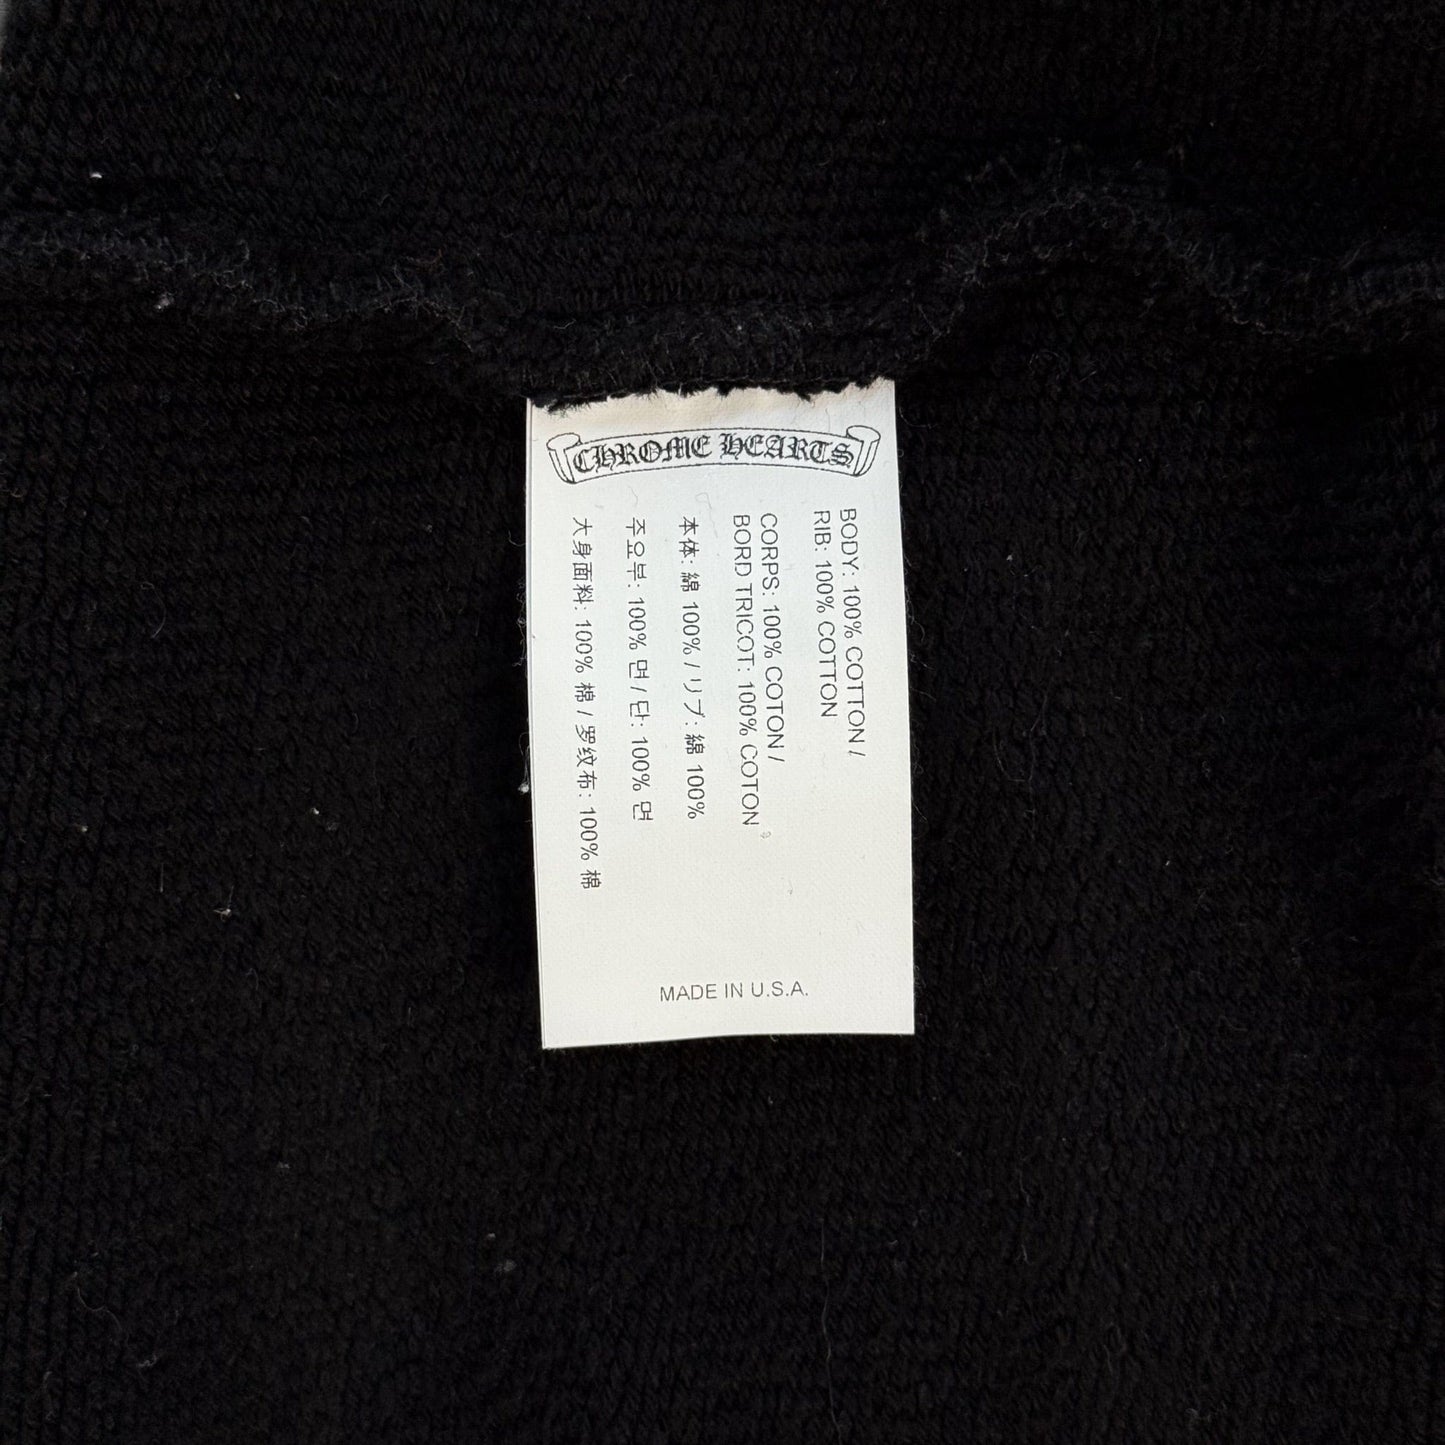 CHROME HEARTS
BODY: 100% COTTON /
RIB: 100% COTTON
CORPS: 100% COTON /
BORD TRICOT: 100% COTON
本体: 綿 100% / リブ: 綿 100%
주요부: 100% 면 / 단: 100% 면
大身面料: 100% 棉 / 罗纹布: 100% 棉
MADE IN U.S.A.